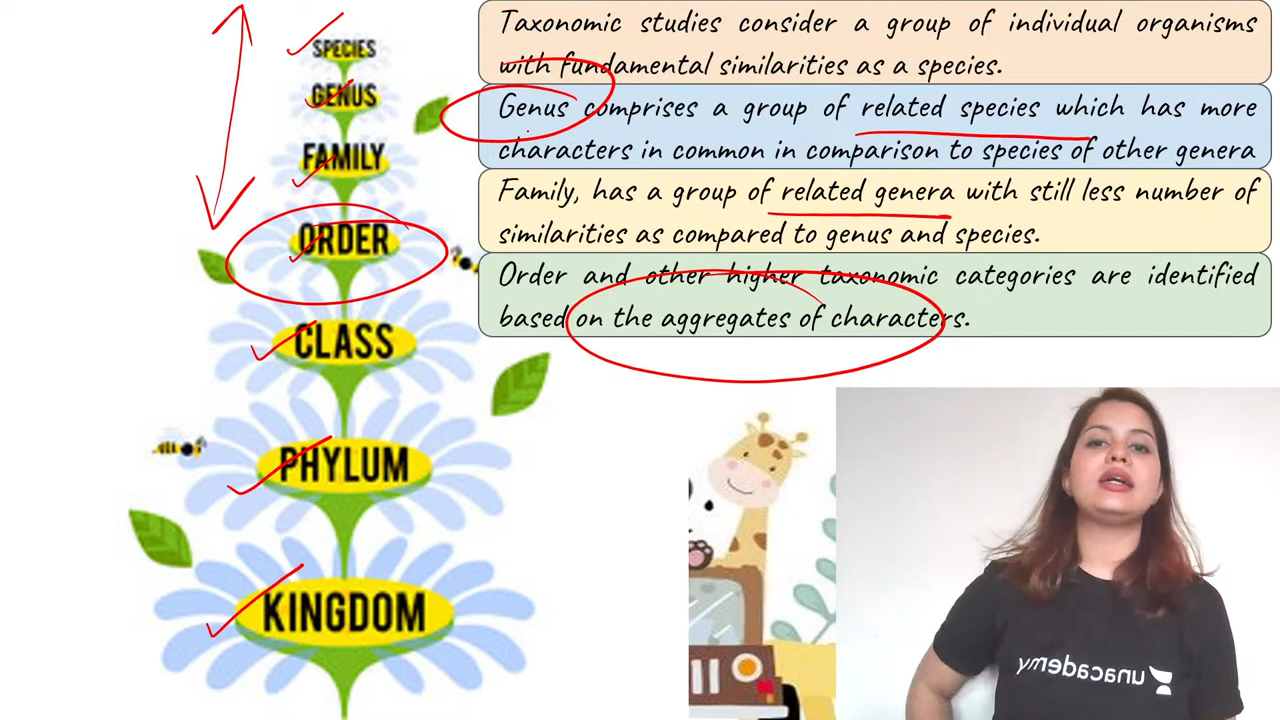 SPECIES
GENUS
FAMILY
ORDER
CLASS
PHYLUM
KINGDOM
Taxonomic studies consider a group of individual organisms
with fundamental similarities as a species.
Genus comprises a group of related species which has more
characters in common in comparison to species of other genera
Family, has a group of related genera with still less number of
similarities as compared to genus and species.
Order and other higher taxonomic categories are identified
based on the aggregates of characters.
unacademy